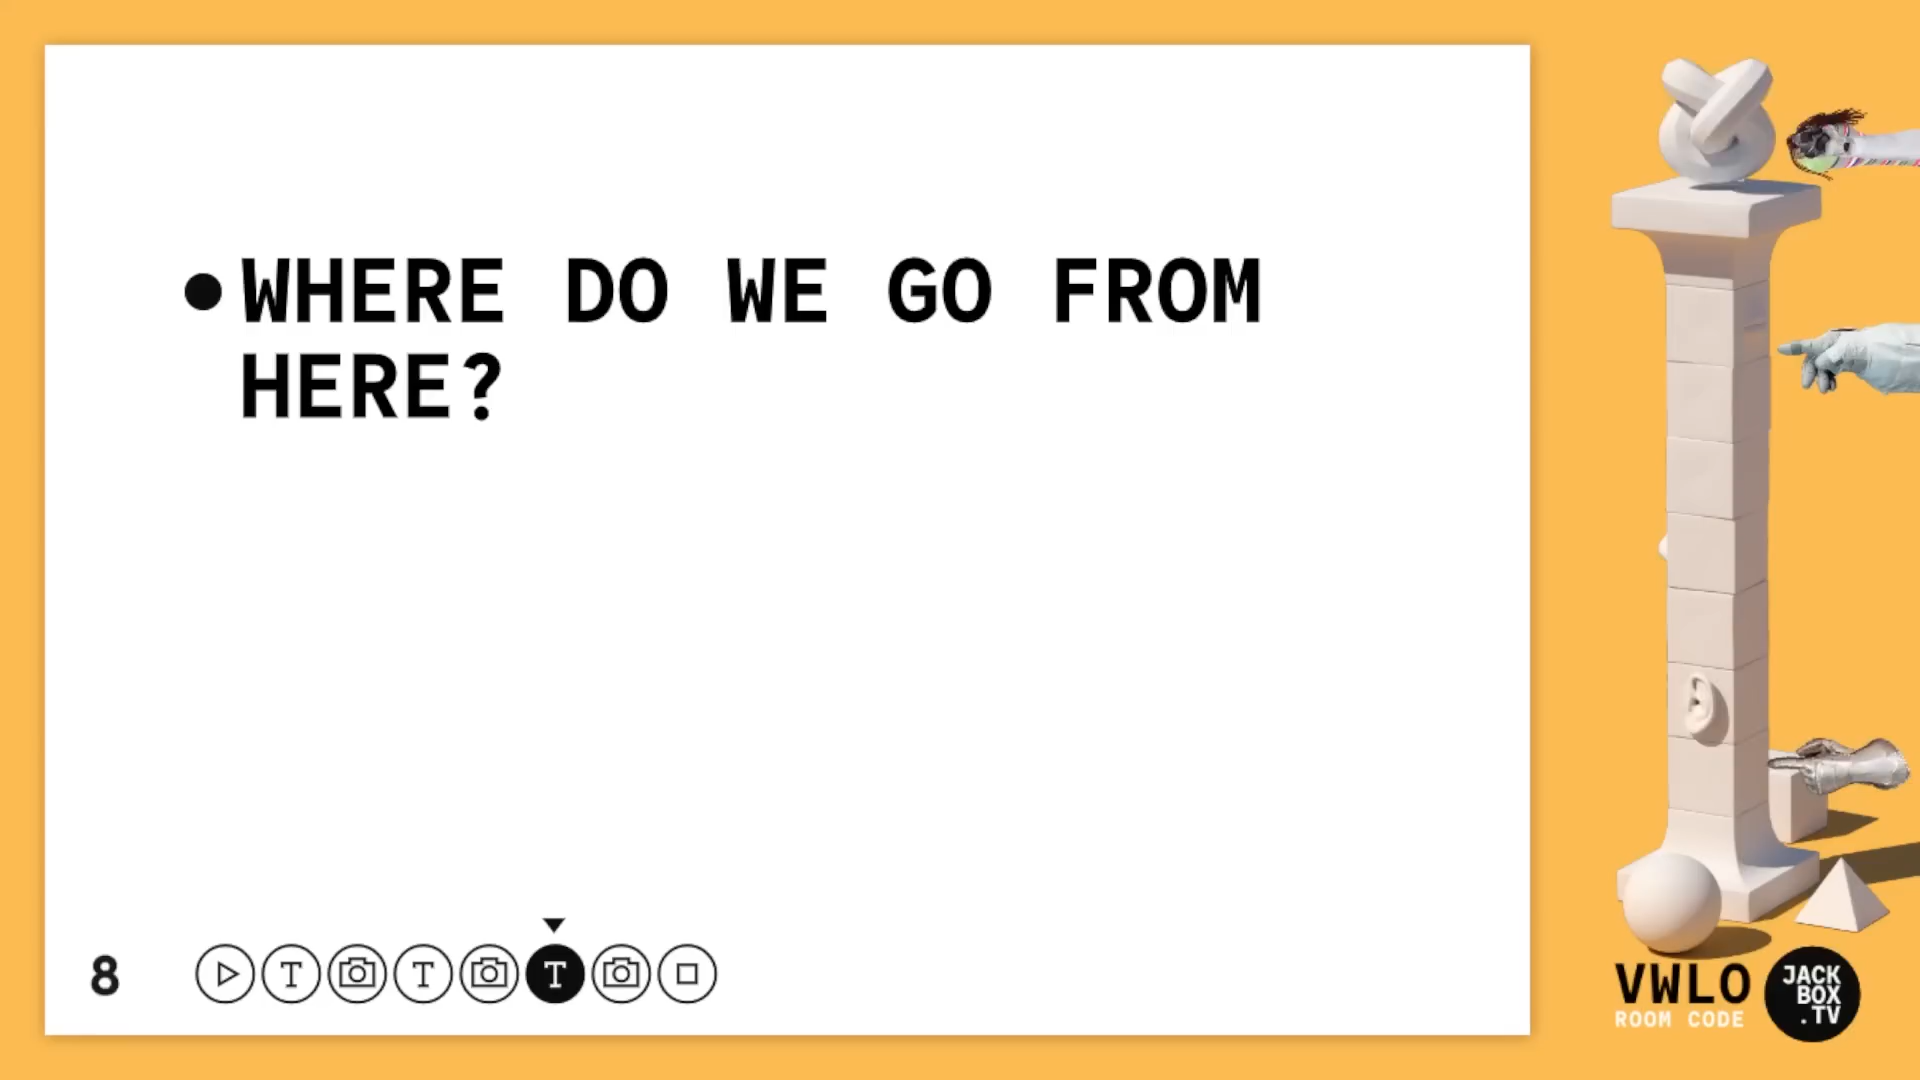 WHERE DO WE GO FROM
HERE?
8
T
T
T
VWLO
ROOM CODE
JACK
BOX
.TV